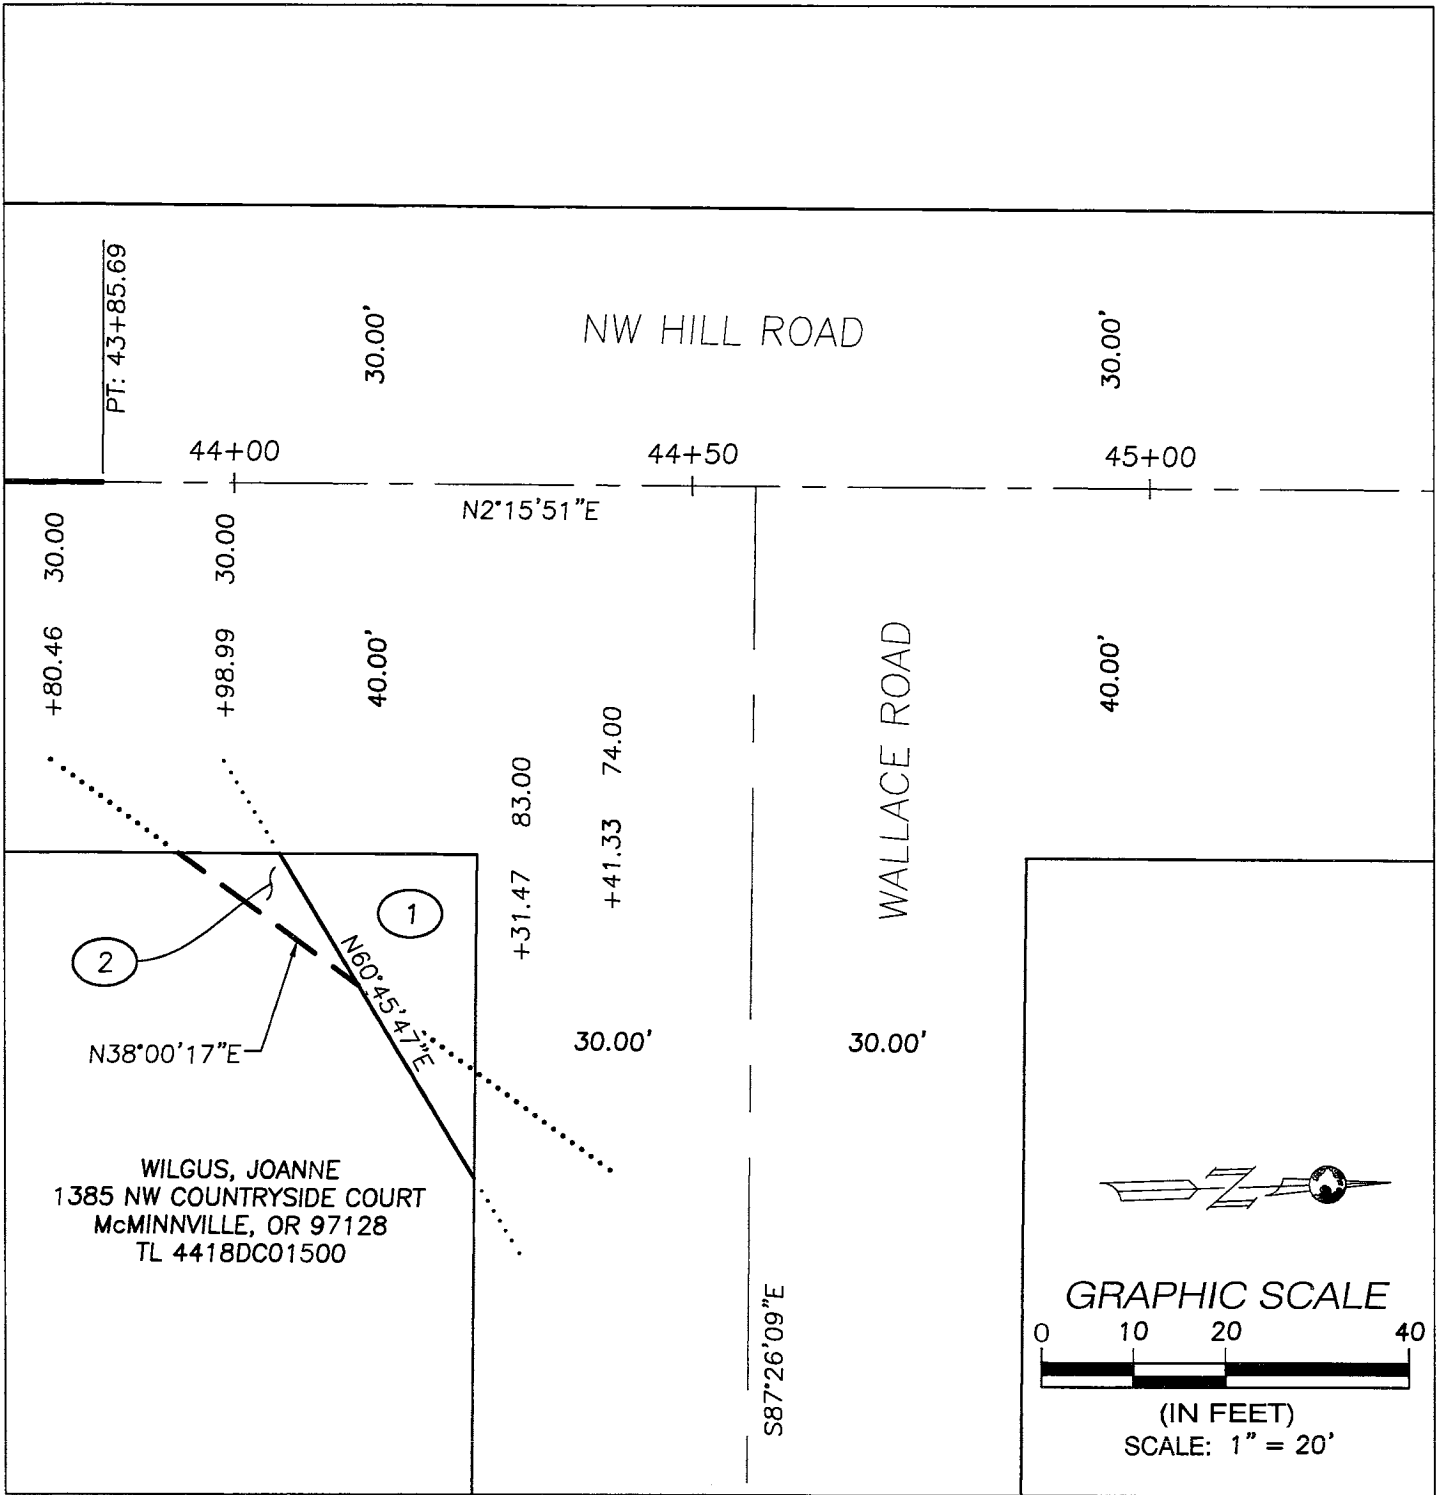 PT: 43+85.69
30.00'
NW HILL ROAD
30.00'
44+00
44+50
45+00
N2°15'51"E
+80.46 30.00
+98.99 30.00
40.00'
40.00'
WALLACE ROAD
+31.47 83.00
+41.33 74.00
1
2
N60°45'47"E
N38°00'17"E
30.00'
30.00'
WILGUS, JOANNE
1385 NW COUNTRYSIDE COURT
McMINNVILLE, OR 97128
TL 4418DC01500
S87°26'09"E
N
GRAPHIC SCALE
0 10 20 40
(IN FEET)
SCALE: 1" = 20'